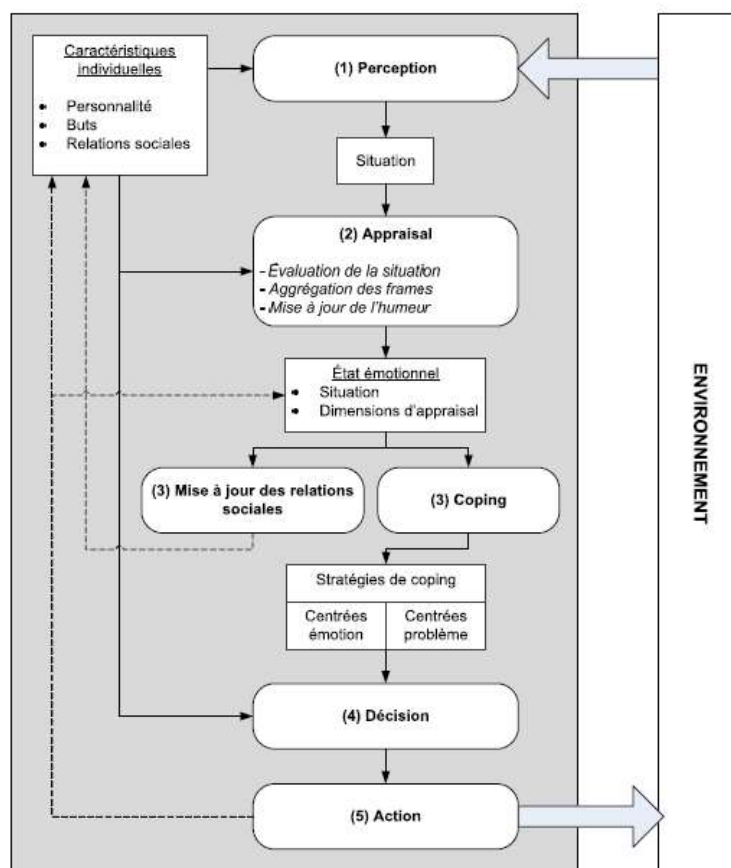 Caractéristiques
individuelles
• Personnalité
• Buts
• Relations sociales
(1) Perception
Situation
(2) Appraisal
- Évaluation de la situation
- Aggrégation des frames
- Mise à jour de l'humeur
État émotionnel
• Situation
• Dimensions d'appraisal
(3) Mise à jour des relations
sociales
(3) Coping
Stratégies de coping
Centrées
émotion
Centrées
problème
(4) Décision
(5) Action
ENVIRONNEMENT